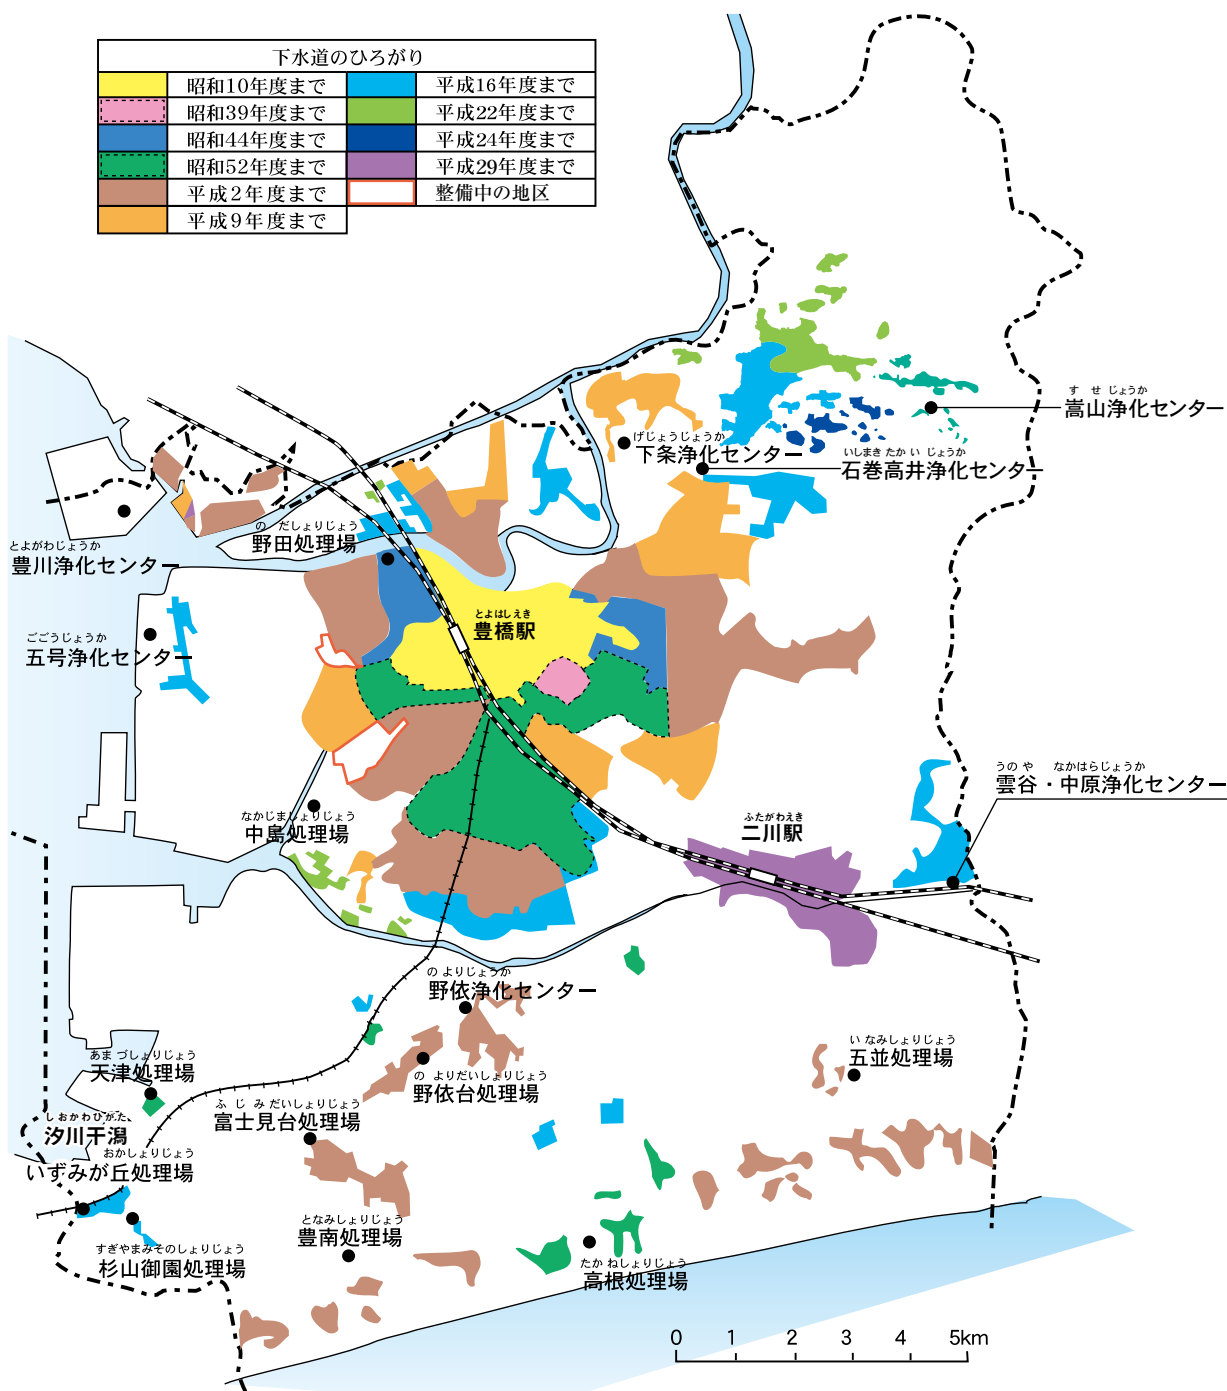 下水道のひろがり
昭和10年度まで
平成16年度まで
昭和39年度まで
平成22年度まで
昭和44年度まで
平成24年度まで
昭和52年度まで
平成29年度まで
平成2年度まで
整備中の地区
平成9年度まで
す せ じょうか
嵩山浄化センター
げじょうじょうか
下条浄化センター
いしまき たか い じょうか
石巻高井浄化センター
の だしょりじょう
野田処理場
とよがわじょうか
豊川浄化センター
とよはしえき
豊橋駅
ごごうじょうか
五号浄化センター
うの や なかはらじょうか
雲谷・中原浄化センター
なかじましょりじょう
中島処理場
ふたがわえき
二川駅
の よりじょうか
野依浄化センター
い なみしょりじょう
五並処理場
あま づしょりじょう
天津処理場
の よりだいしょりじょう
野依台処理場
ふ じ み だいしょりじょう
富士見台処理場
しおかわひがた
汐川干潟
おかしょりじょう
いずみが丘処理場
となみしょりじょう
豊南処理場
すぎやまみそのしょりじょう
杉山御園処理場
たか ねしょりじょう
高根処理場
0 1 2 3 4 5km